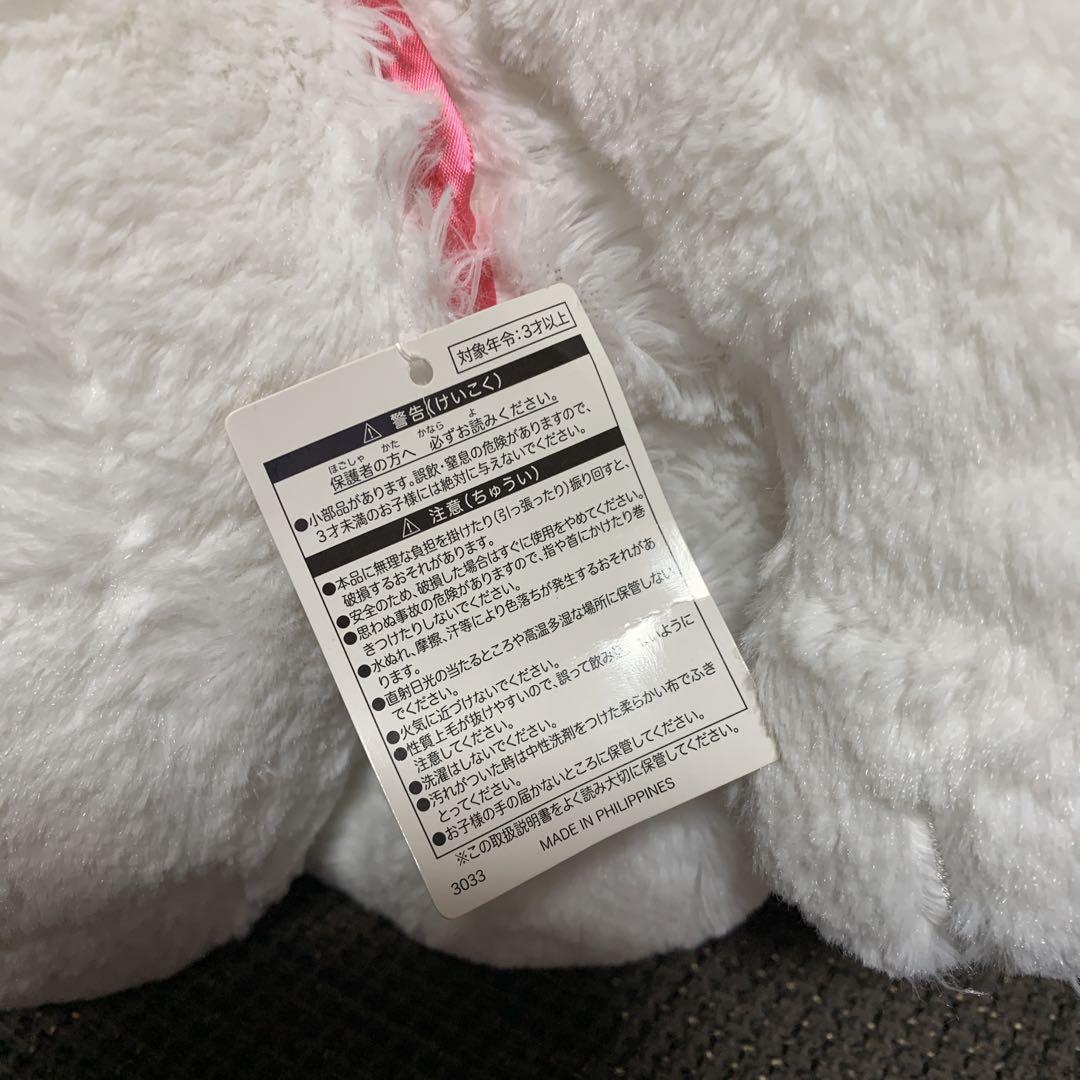 対象年令:3才以上
⚠ 警告(けいこく)
ほごしゃ かた かなら よ
保護者の方へ 必ずお読みください。
●小部品があります。誤飲・窒息の危険がありますので、
3才未満のお子様には絶対に与えないでください。
⚠ 注意(ちゅうい)
●本品に無理な負担を掛けたり(引っ張ったり)振り回すと、
破損するおそれがあります。
●安全のため、破損した場合はすぐに使用をやめてください。
●思わぬ事故の危険がありますので、指や首にかけたり巻
きつけたりしないでください。
●水ぬれ、摩擦、汗等により色落ちが発生するおそれがあ
ります。
●直射日光の当たるところや高温多湿な場所に保管しない
でください。
●火気に近づけないでください。
●性質上毛が抜けやすいので、誤って飲み ように
注意してください。
●洗濯はしないでください。
●汚れがついた時は中性洗剤をつけた柔らかい布でふき
とってください。
●お子様の手の届かないところに保管してください。
※この取扱説明書をよく読み大切に保管してください。
MADE IN PHILIPPINES
3033